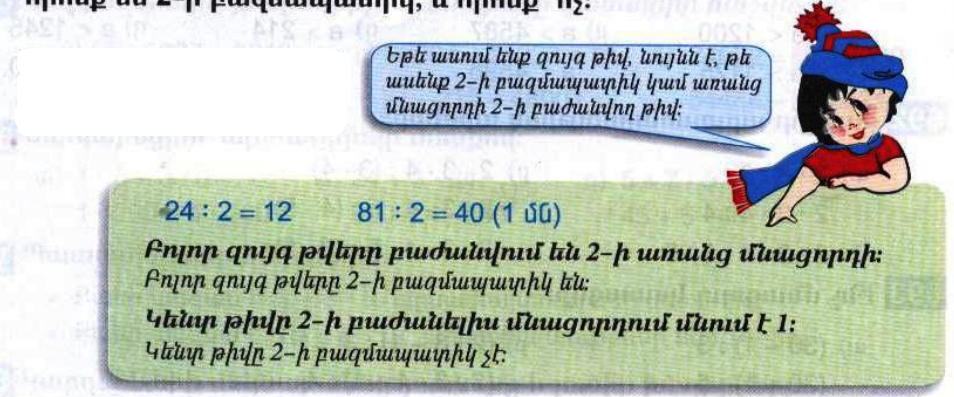 որոնք են 2–ի բազմապատիկ, և որոնք՝ ոչ:
Եթե ասում ենք զույգ թիվ, նույնն է, թե
ասենք 2–ի բազմապատիկ կամ առանց
մնացորդի 2–ի բաժանվող թիվ:
24 : 2 = 12 81 : 2 = 40 (1 մն)
Բոլոր զույգ թվերը բաժանվում են 2–ի առանց մնացորդի:
Բոլոր զույգ թվերը 2–ի բազմապատիկ են:
Կենտ թիվը 2–ի բաժանելիս մնացորդում մնում է 1:
Կենտ թիվը 2–ի բազմապատիկ չէ: